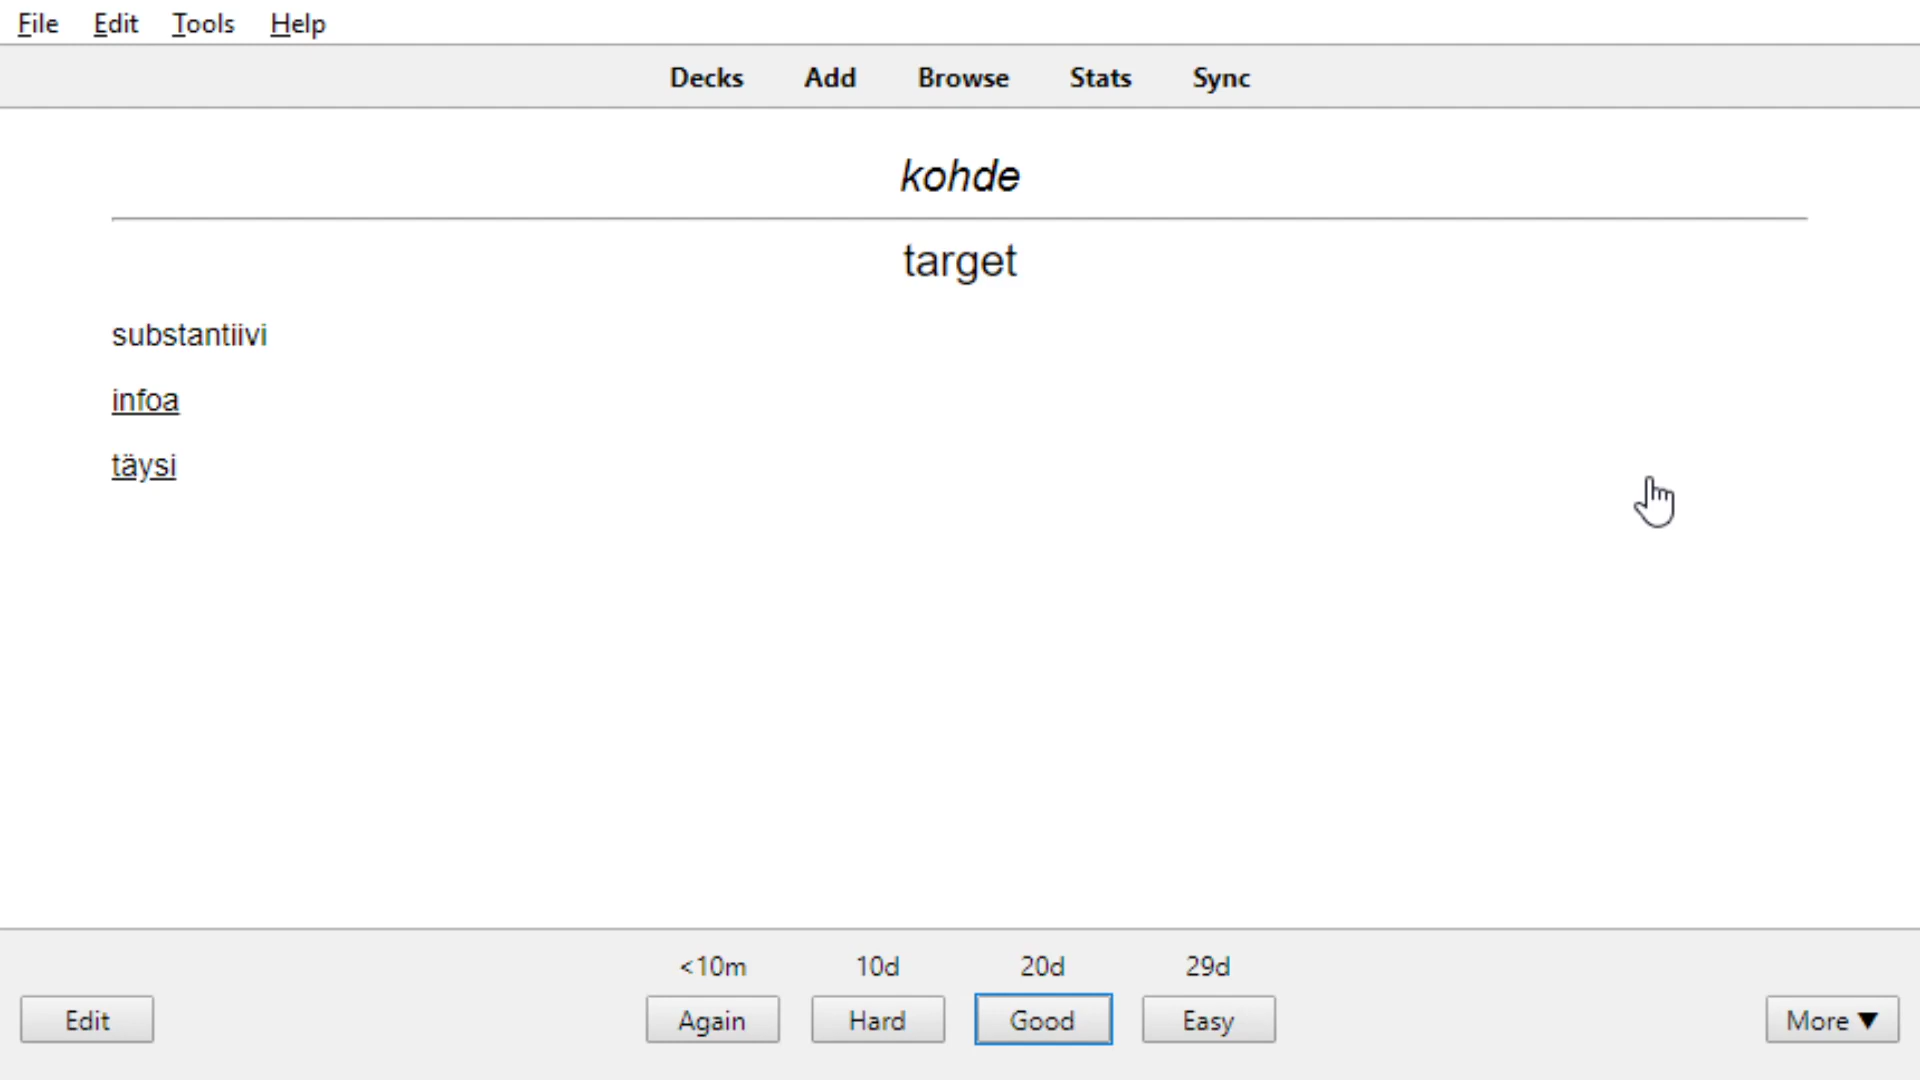 File Edit Tools Help
Decks Add Browse Stats Sync
kohde
target
substantiivi
infoa
täysi
<10m 10d 20d 29d
Edit Again Hard Good Easy More ▼